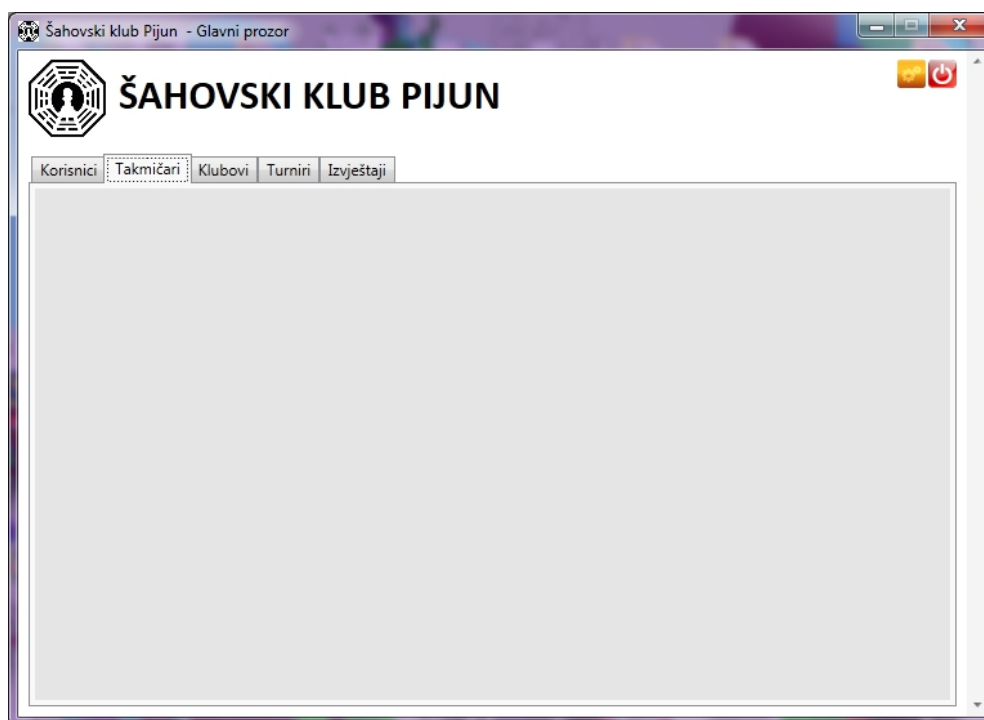 Šahovski klub Pijun - Glavni prozor
ŠAHOVSKI KLUB PIJUN
Korisnici Takmičari Klubovi Turniri Izvještaji